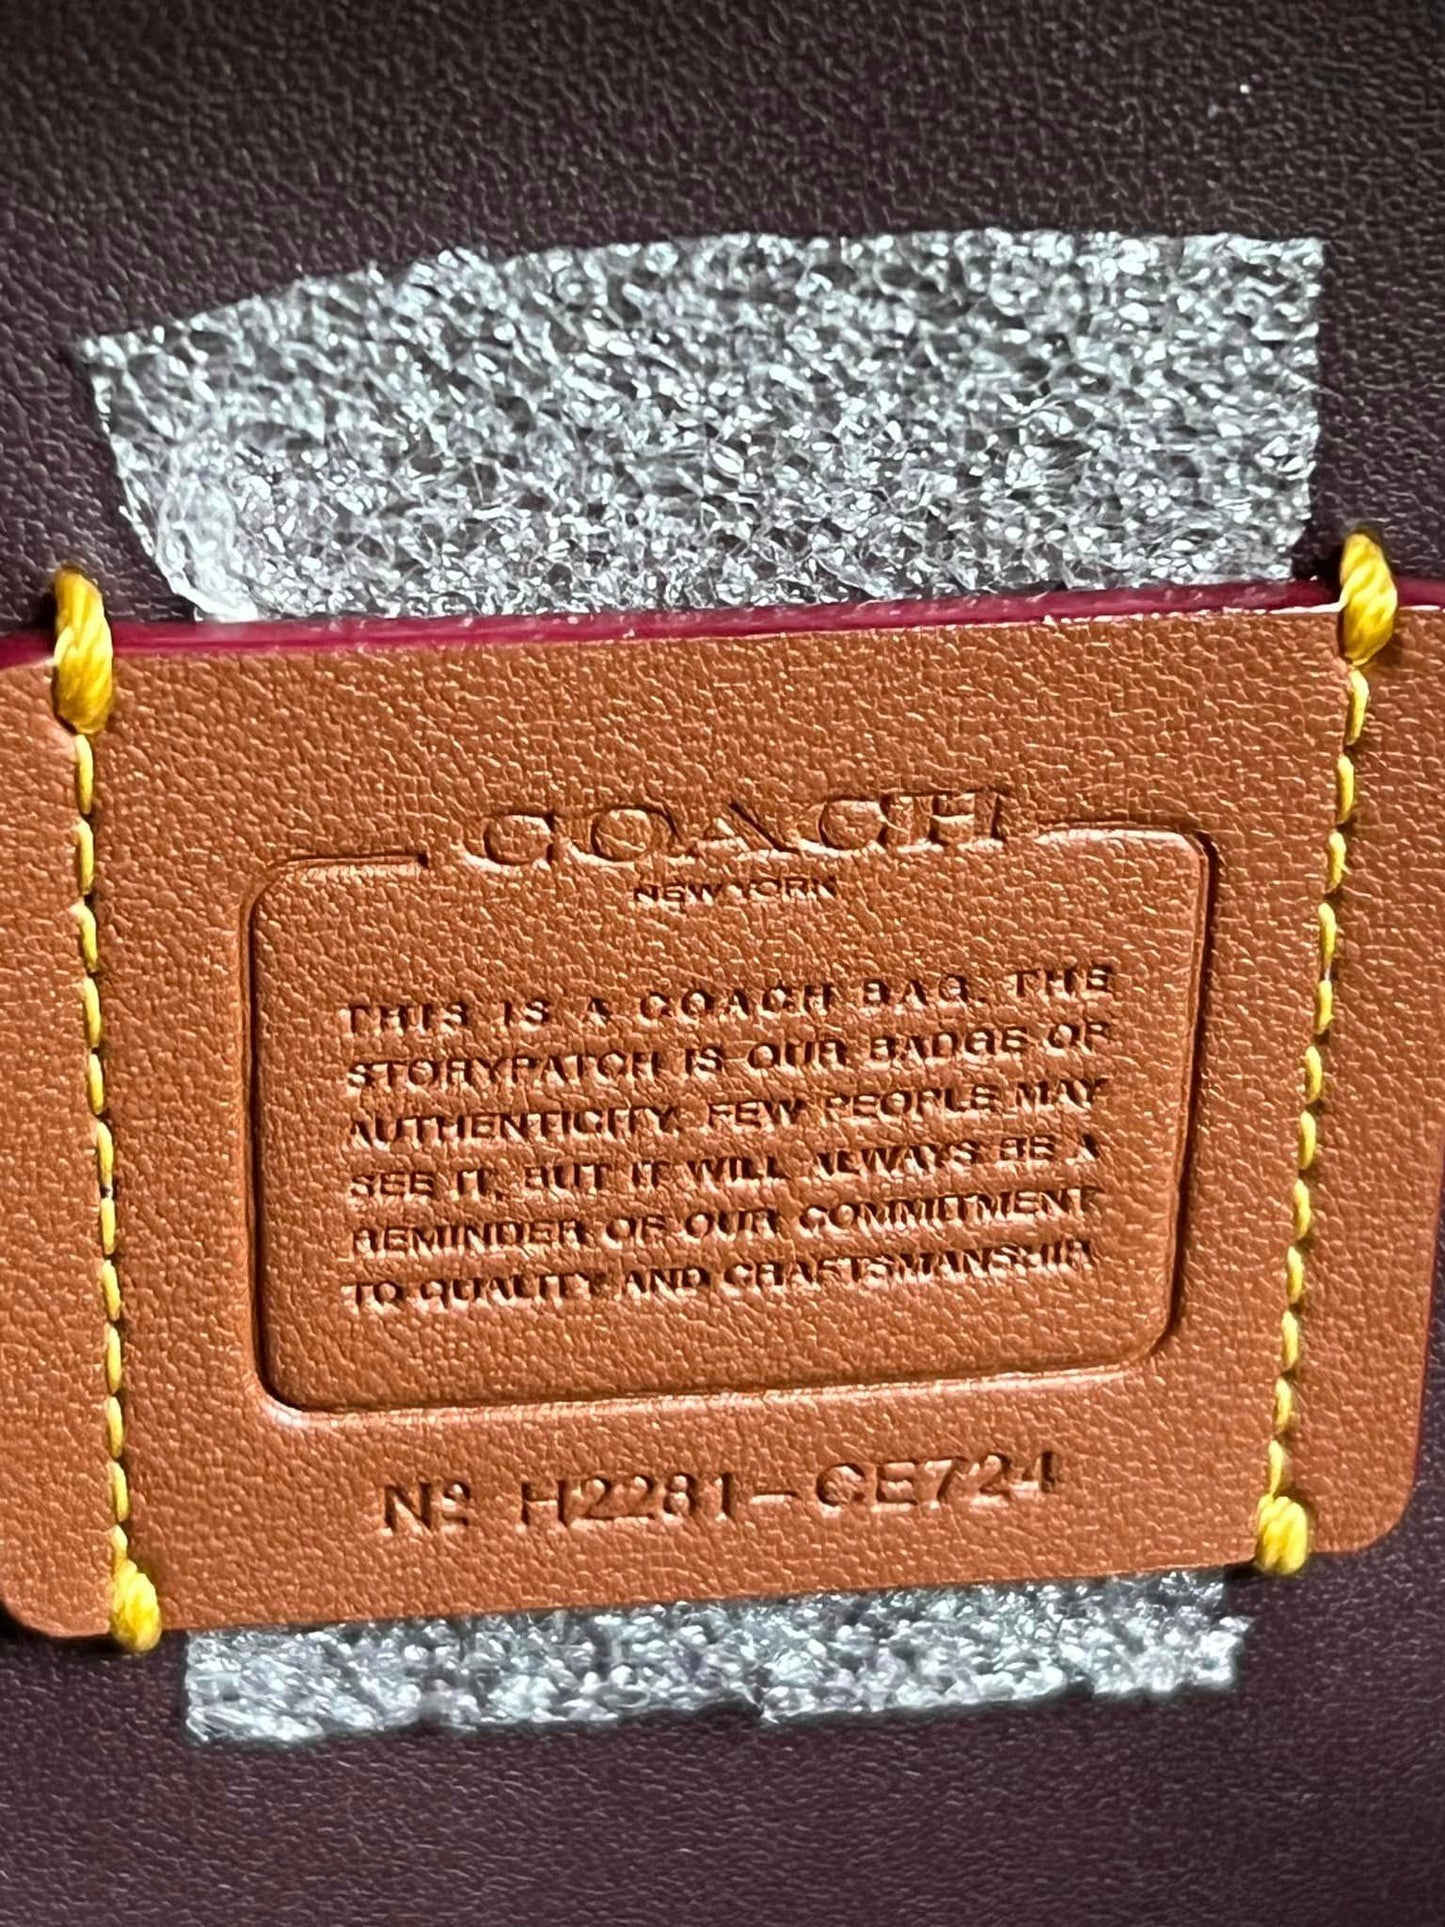 COACH
NEW YORK
THIS IS A COACH BAG. THE
STORYPATCH IS OUR BADGE OF
AUTHENTICITY. FEW PEOPLE MAY
SEE IT, BUT IT WILL ALWAYS BE A
REMINDER OF OUR COMMITMENT
TO QUALITY AND CRAFTSMANSHIP.
Nº H2281-CE724